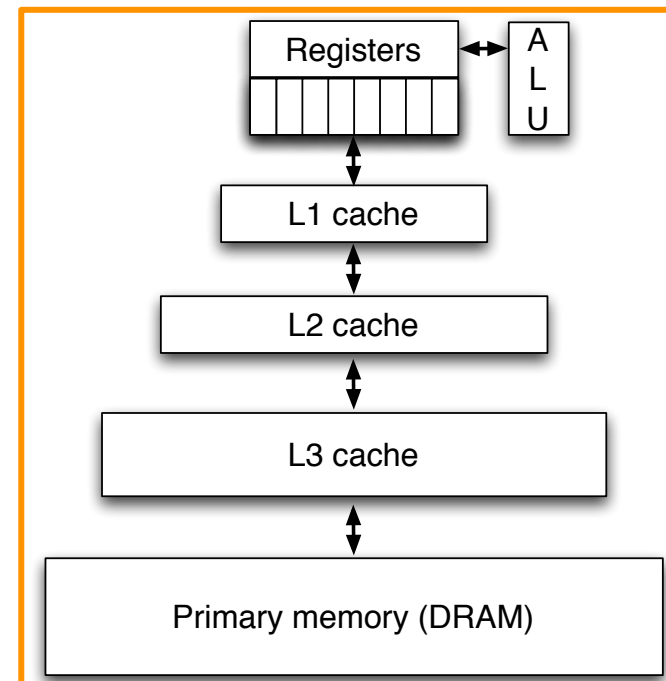 Registers
A
L
U
L1 cache
L2 cache
L3 cache
Primary memory (DRAM)